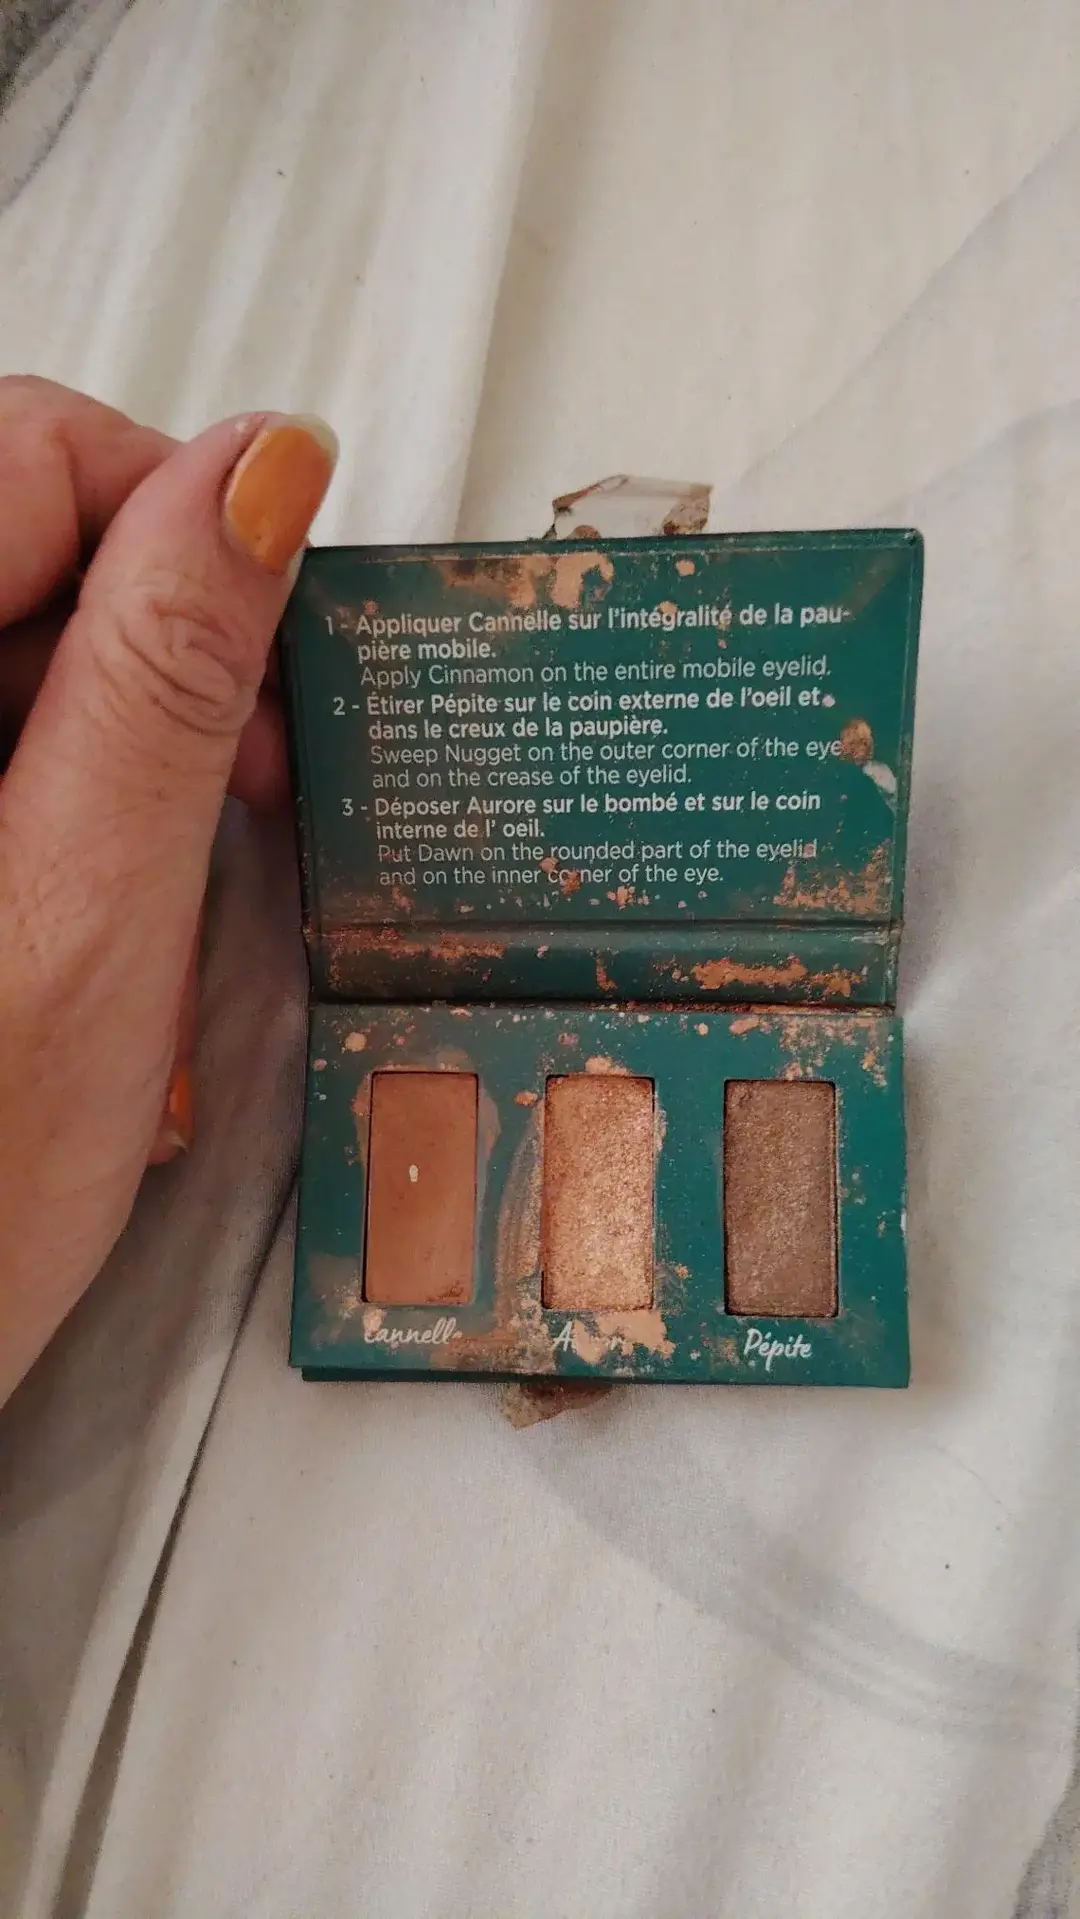 1 - Appliquer Cannelle sur l'intégralité de la pau-
pière mobile.
Apply Cinnamon on the entire mobile eyelid.
2 - Étirer Pépite sur le coin externe de l'oeil et
dans le creux de la paupière.
Sweep Nugget on the outer corner of the eye
and on the crease of the eyelid.
3 - Déposer Aurore sur le bombé et sur le coin
interne de l' oeil.
Put Dawn on the rounded part of the eyelid
and on the inner corner of the eye.
Cannelle
Pépite